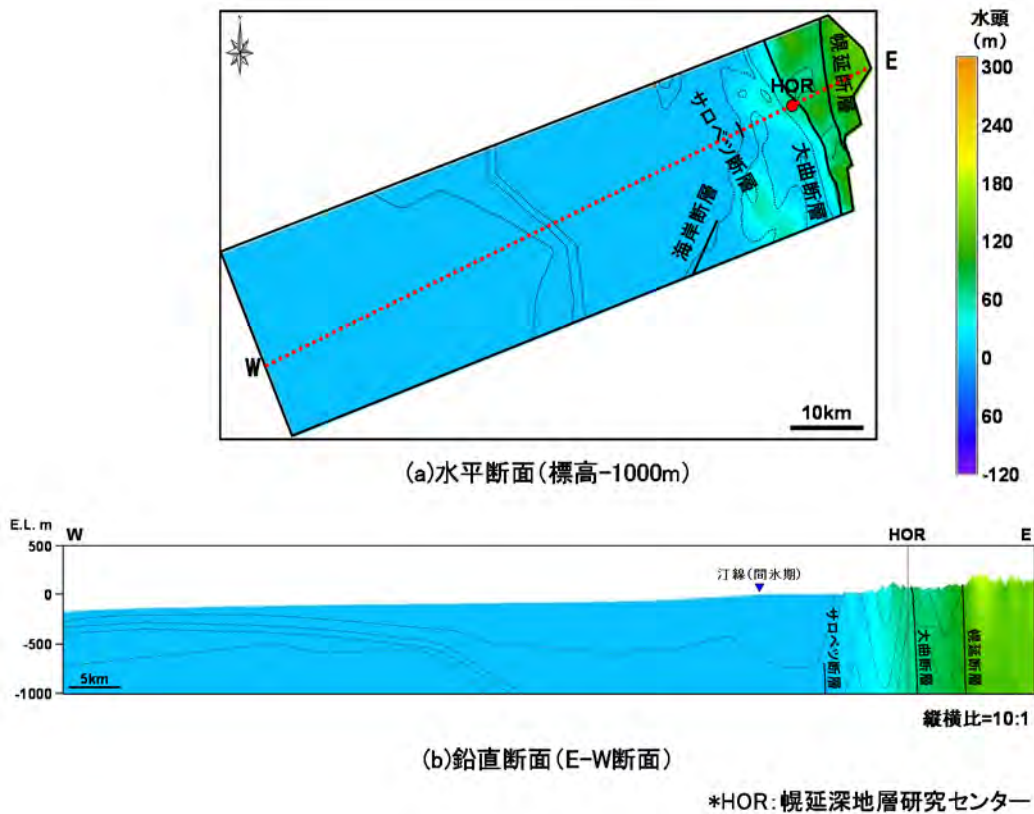 水頭
(m)
300
240
180
120
60
0
60
-120
E
幌延断層
HOR
サロベツ断層
大曲断層
海岸断層
W
10km
(a)水平断面(標高-1000m)
E.L. m
W
HOR
E
500
0
-500
-1000
汀線(間氷期)
サロベツ断層
大曲断層
幌延断層
5km
縦横比=10:1
(b)鉛直断面(E-W断面)
*HOR:幌延深地層研究センター